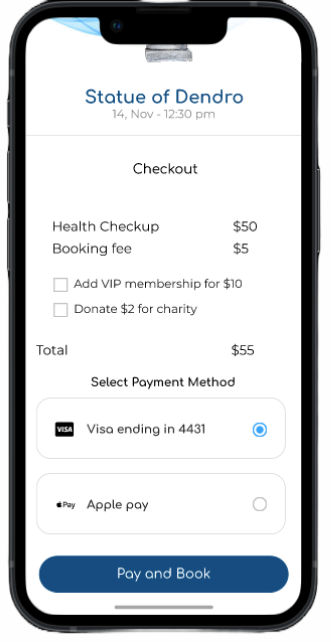 Statue of Dendro
14, Nov - 12:30 pm
Checkout
Health Checkup $50
Booking fee $5
Add VIP membership for $10
Donate $2 for charity
Total $55
Select Payment Method
VISA Visa ending in 4431
Pay Apple pay
Pay and Book